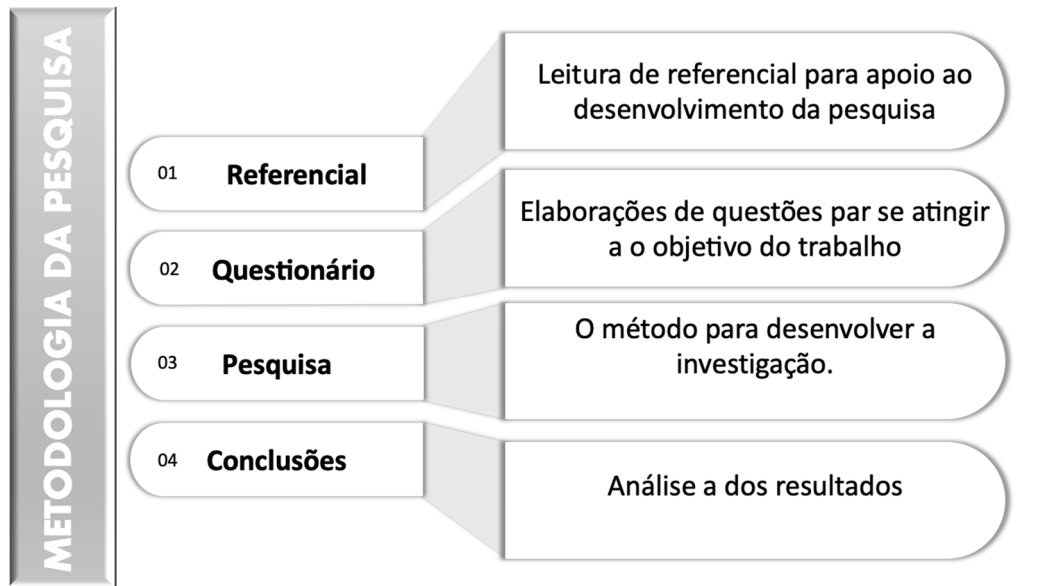 METODOLOGIA DA PESQUISA
01 Referencial
Leitura de referencial para apoio ao
desenvolvimento da pesquisa
02 Questionário
Elaborações de questões par se atingir
a o objetivo do trabalho
03 Pesquisa
O método para desenvolver a
investigação.
04 Conclusões
Análise a dos resultados